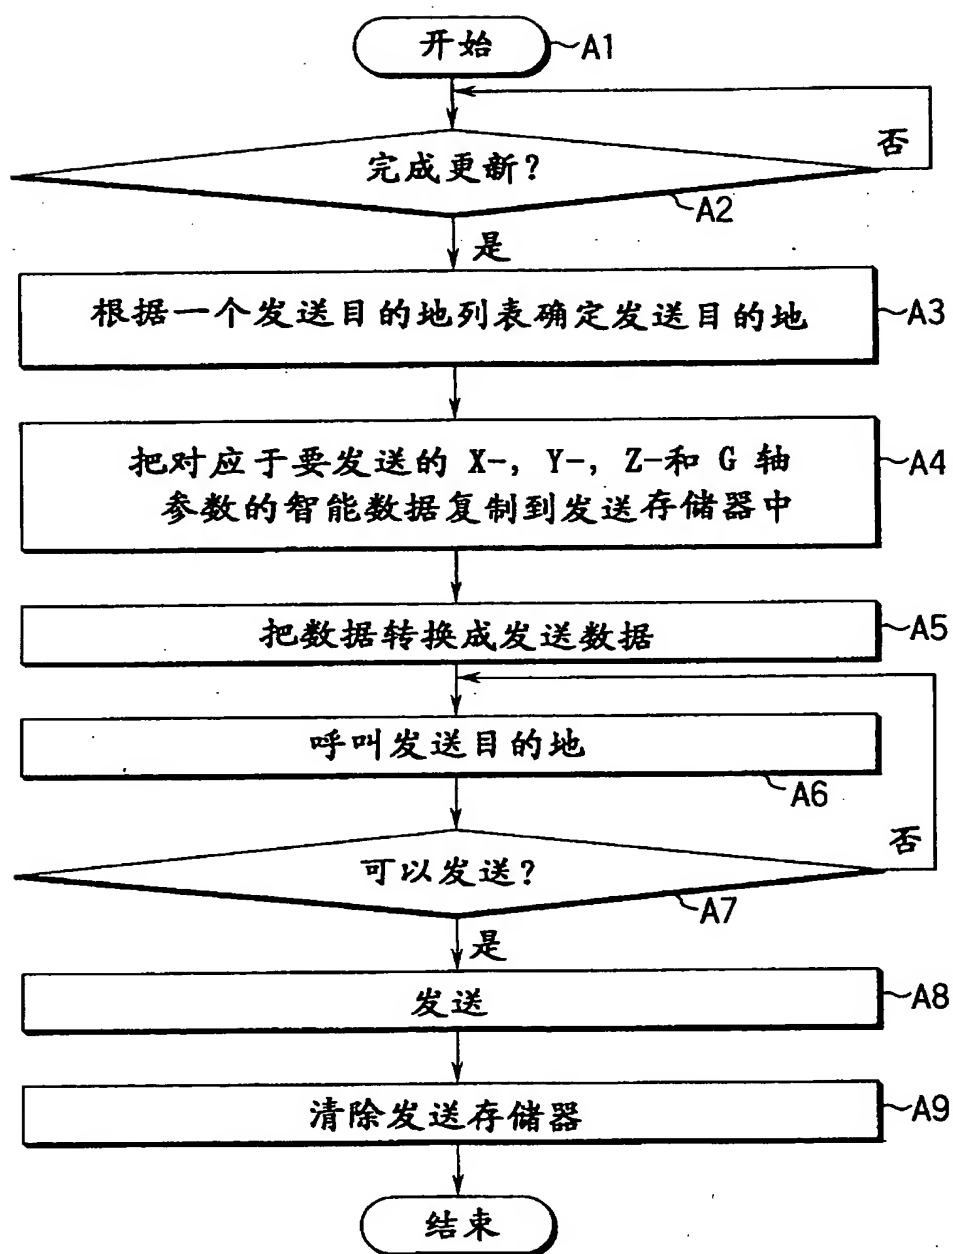 开始
A1
完成更新?
否
A2
是
根据一个发送目的地列表确定发送目的地
A3
把对应于要发送的 X-, Y-, Z-和 G 轴
参数的智能数据复制到发送存储器中
A4
把数据转换成发送数据
A5
呼叫发送目的地
A6
可以发送?
否
A7
是
发送
A8
清除发送存储器
A9
结束